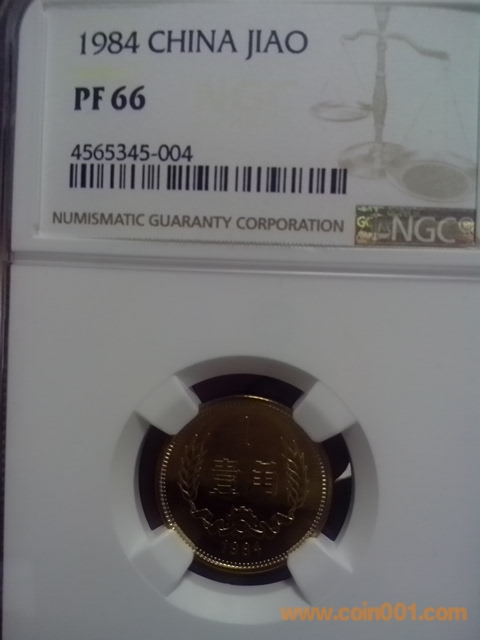 1984 CHINA JIAO
PF 66
4565345-004
NUMISMATIC GUARANTY CORPORATION
NGC
1
壹角
1984
www.coin001.com